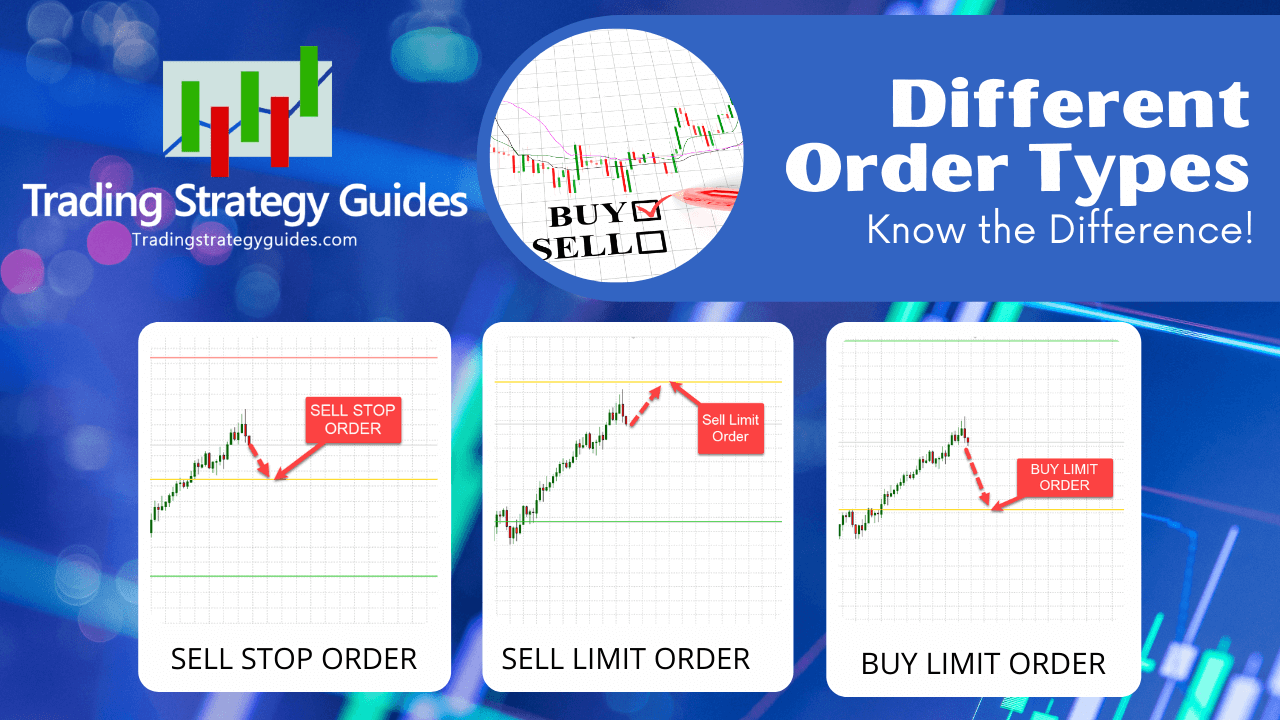 Trading Strategy Guides
Tradingstrategyguides.com
BUY
SELL
Different
Order Types
Know the Difference!
SELL STOP
ORDER
SELL STOP ORDER
Sell Limit
Order
SELL LIMIT ORDER
BUY LIMIT
ORDER
BUY LIMIT ORDER